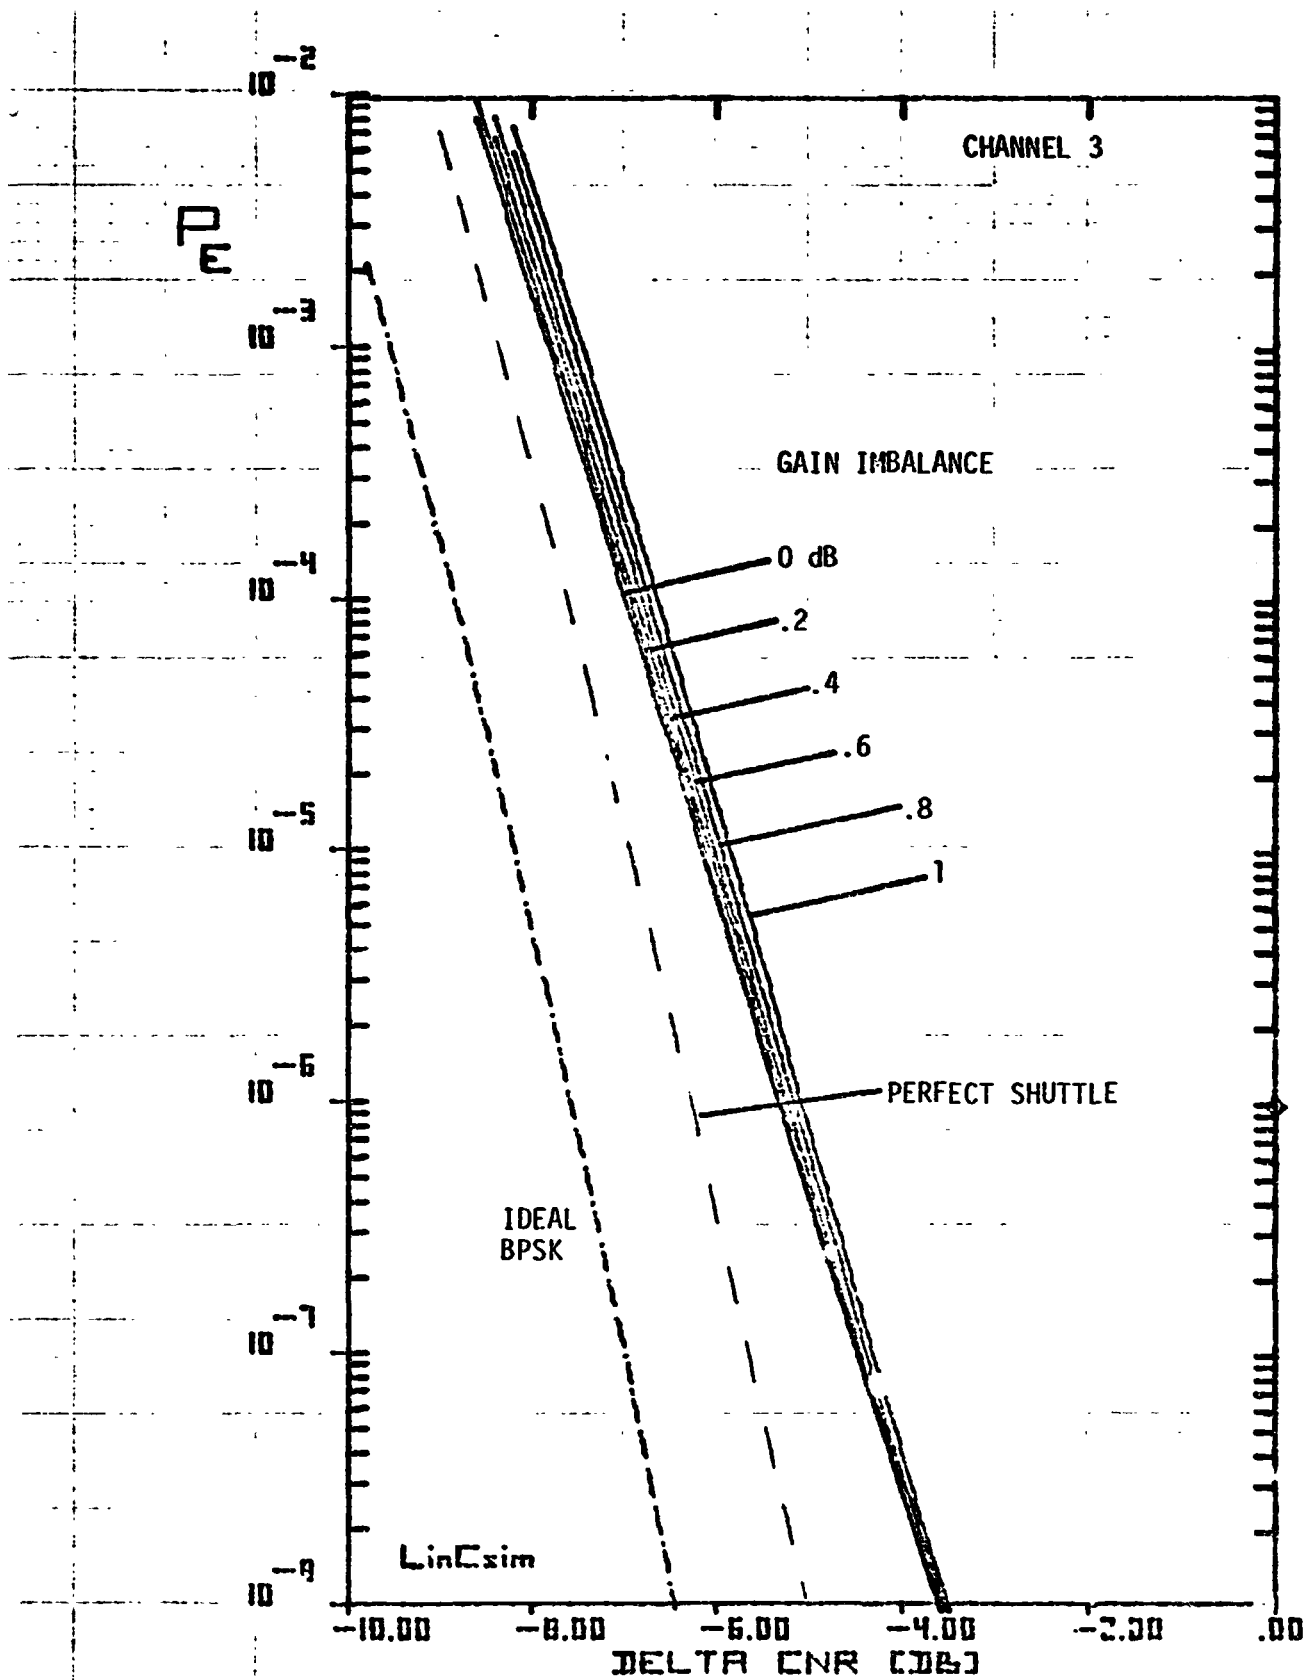 10^-2
CHANNEL 3
P_E
10^-3
GAIN IMBALANCE
10^-4
0 dB
.2
.4
.6
10^-5
.8
1
10^-6
PERFECT SHUTTLE
IDEAL
BPSK
10^-7
LinCsim
10^-8
-10.00 -8.00 -6.00 -4.00 -2.00 .00
DELTA CNR [DB]